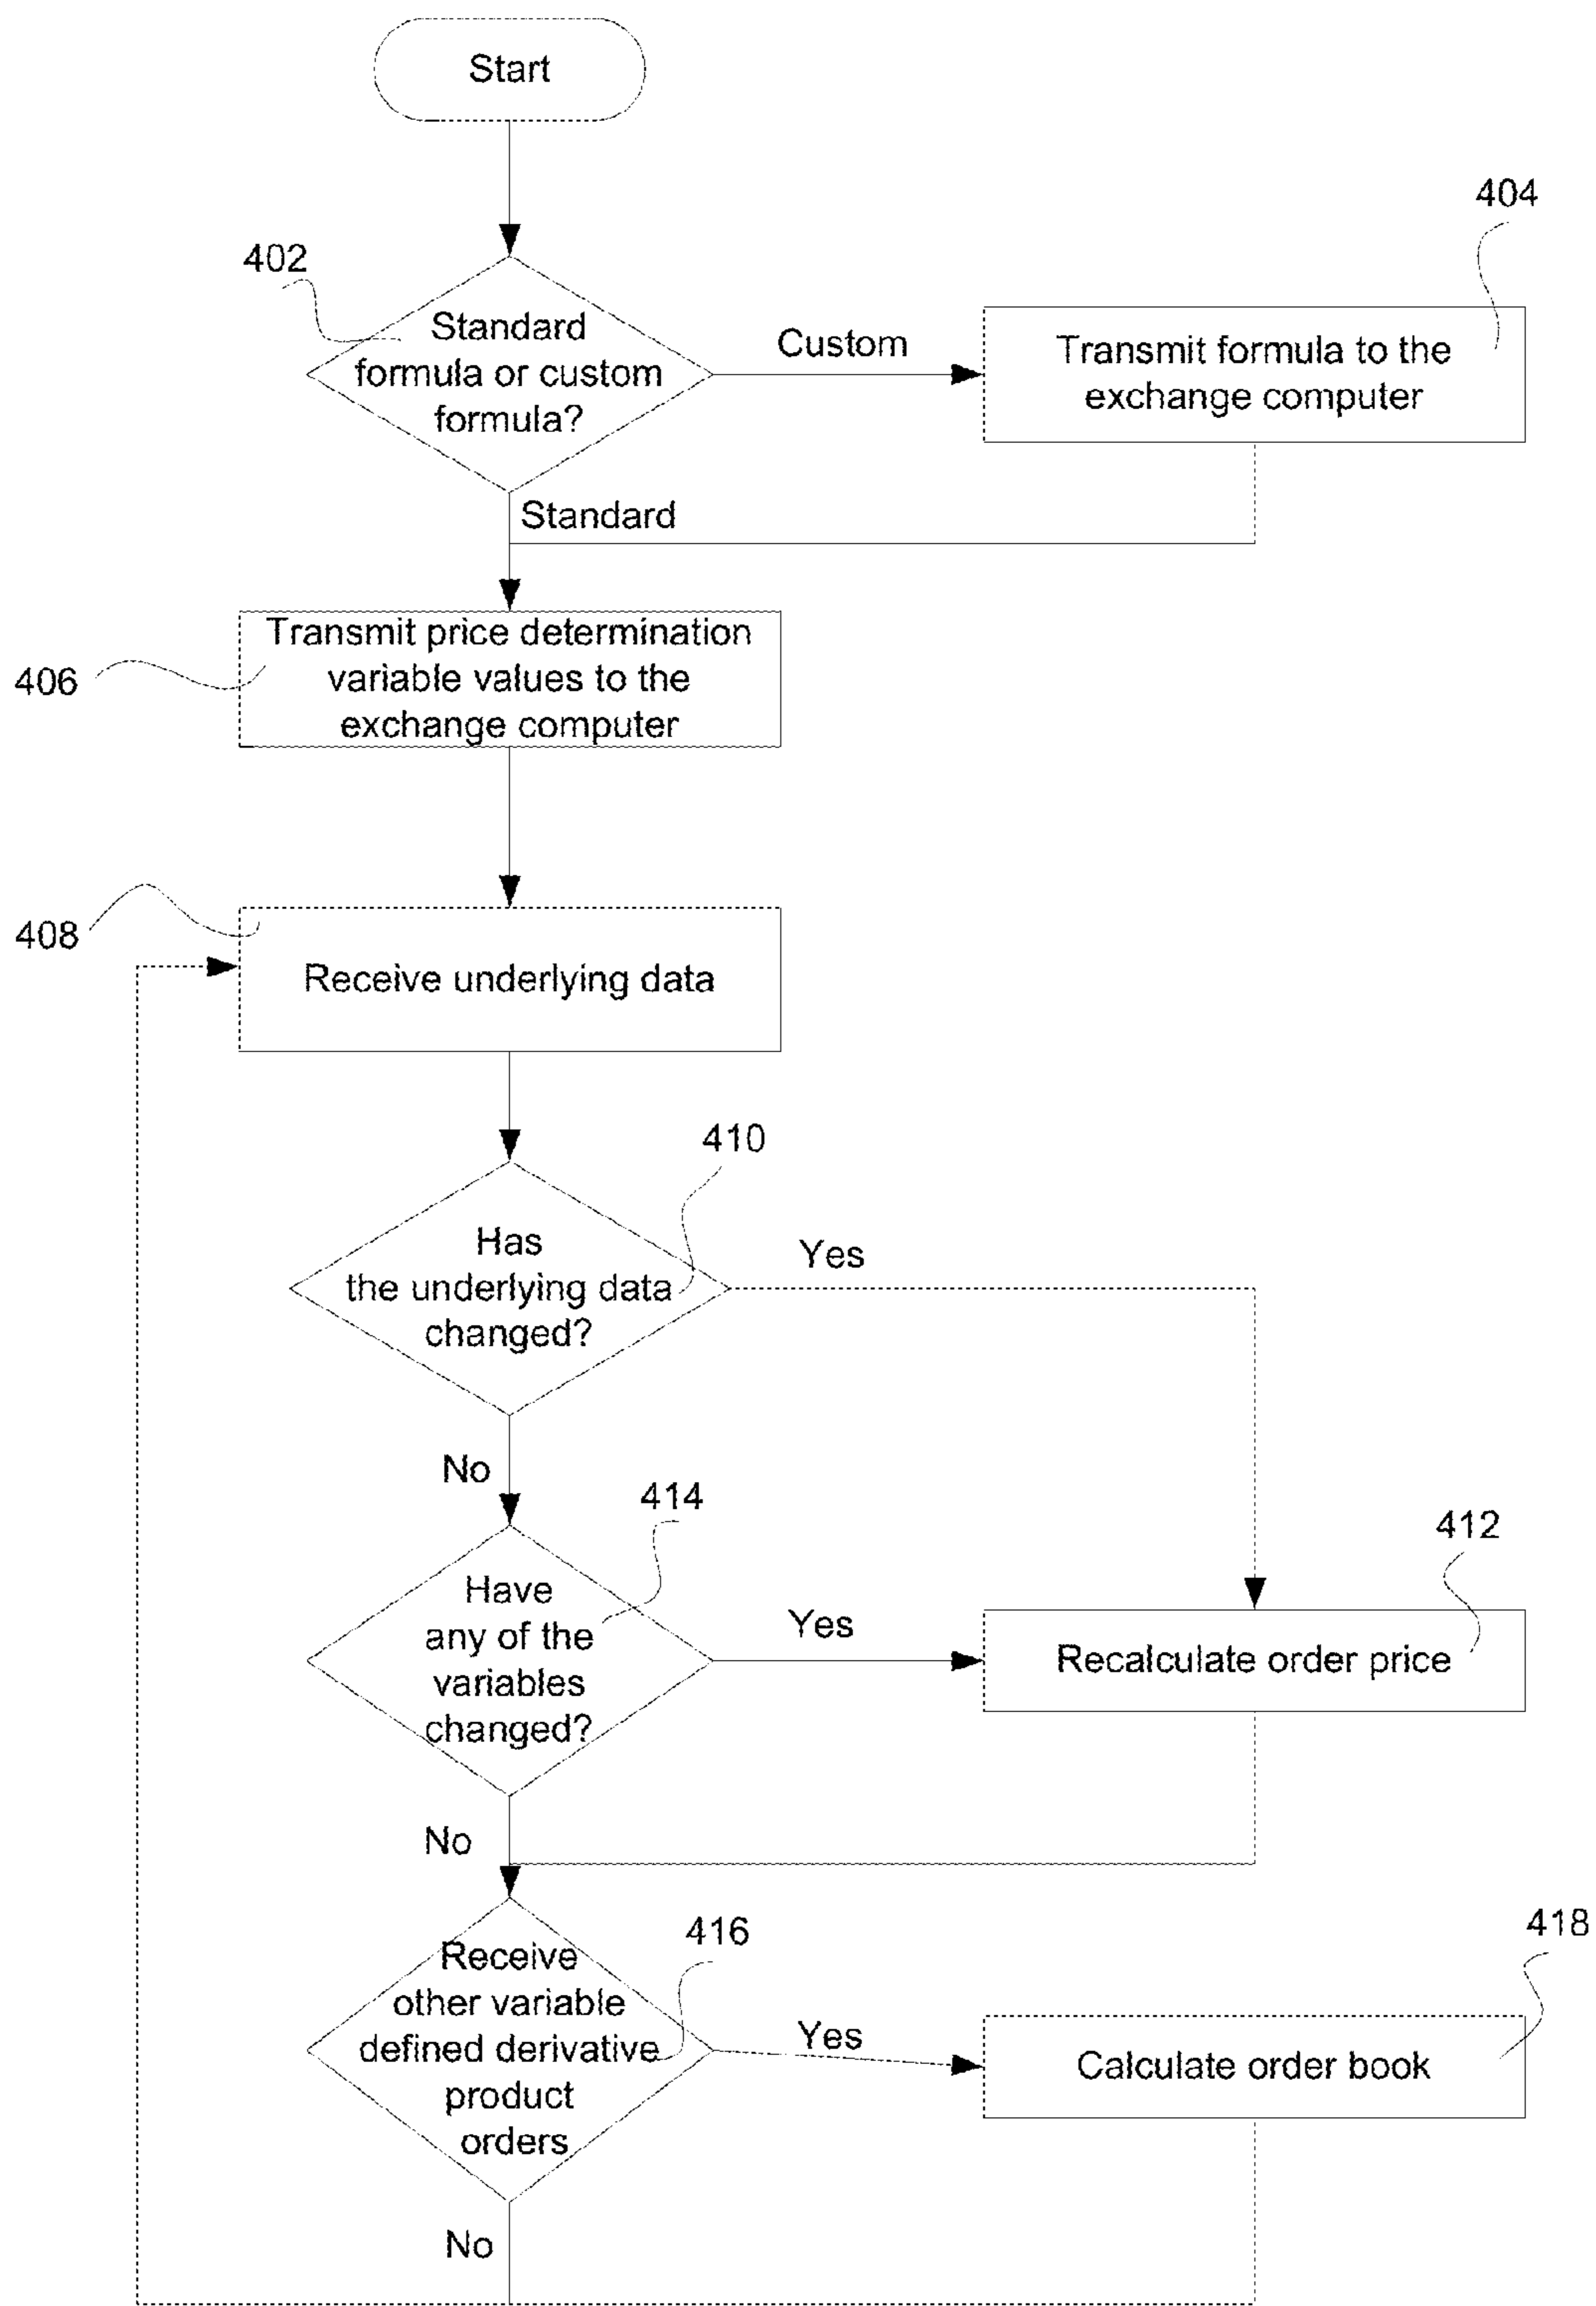 Start
402
Standard
formula or custom
formula?
Custom
404
Transmit formula to the
exchange computer
Standard
406
Transmit price determination
variable values to the
exchange computer
408
Receive underlying data
410
Has
the underlying data
changed?
Yes
No
414
Have
any of the
variables
changed?
Yes
412
Recalculate order price
No
416
Receive
other variable
defined derivative
product
orders
Yes
418
Calculate order book
No